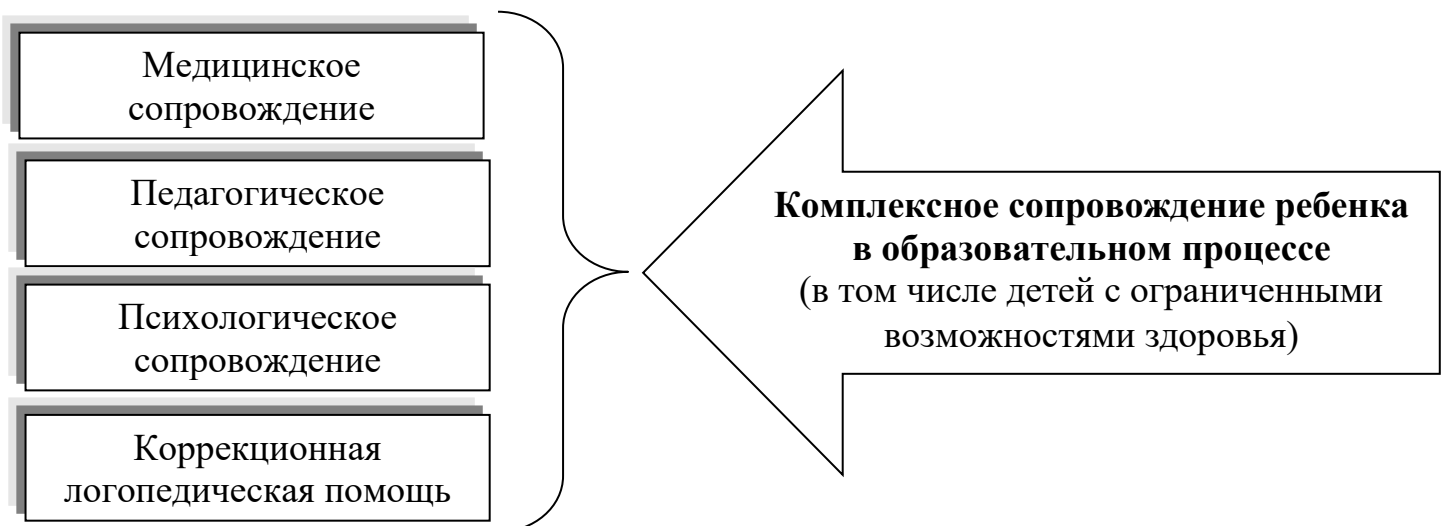 Медицинское
сопровождение
Педагогическое
сопровождение
Психологическое
сопровождение
Коррекционная
логопедическая помощь
Комплексное сопровождение ребенка
в образовательном процессе
(в том числе детей с ограниченными
возможностями здоровья)